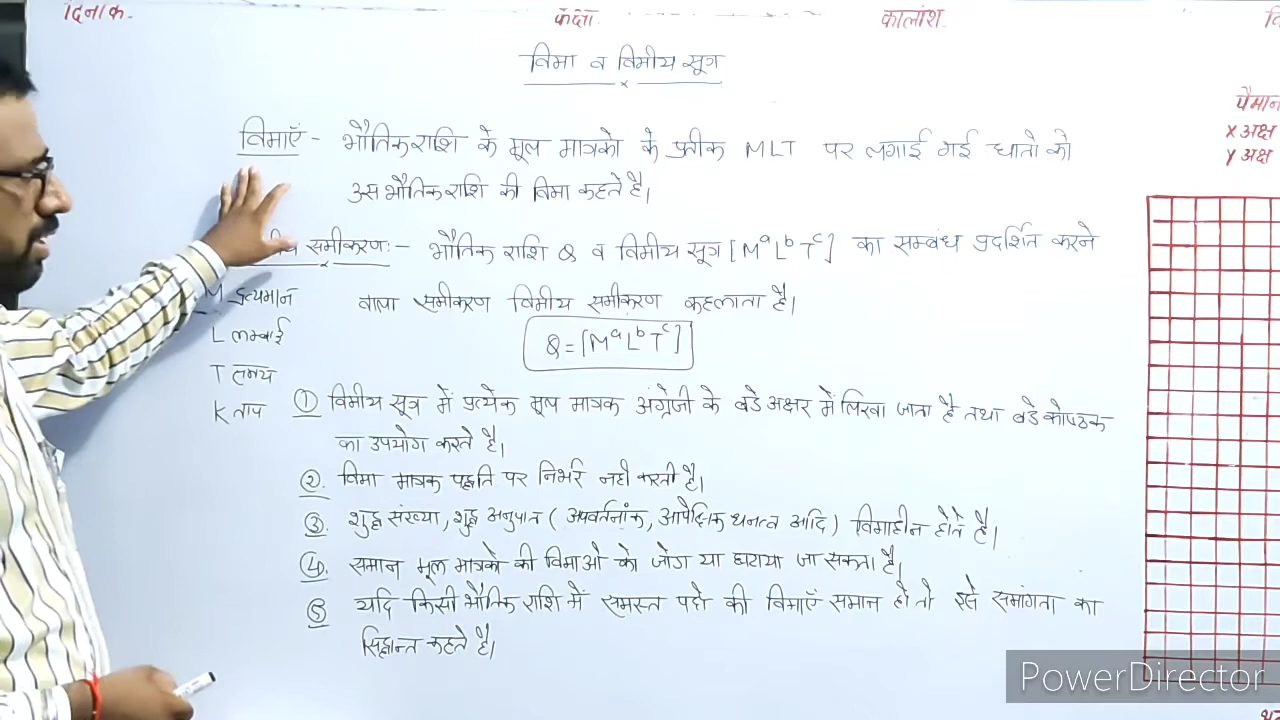 दिनांक. कक्षा. कालांश.
विमा व विमीय सूत्र
पैमान
X अक्ष
Y अक्ष
विमाएँ - भौतिक राशि के मूल मात्रको के प्रतीक MLT पर लगाई गई घातो को
उस भौतिक राशि की विमा कहते है।
समीकरण:- भौतिक राशि Q व विमीय सूत्र [MᵃLᵇTᶜ] का सम्बंध प्रदर्शित करने
वाला समीकरण विमीय समीकरण कहलाता है।
Q = [MᵃLᵇTᶜ]
M द्रव्यमान
L लम्बाई
T समय
K ताप
① विमीय सूत्र में प्रत्येक मूल मात्रक अंग्रेजी के बडे अक्षर में लिखा जाता है तथा बडे कोष्ठक
का उपयोग करते है।
②. विमा मात्रक पद्धति पर निर्भर नही करती है।
③. शुद्ध संख्या, शुद्ध अनुपात ( अपवर्तनांक, आपेक्षिक घनत्व आदि ) विमाहीन होते है।
④. समान मूल मात्रको की विमाओ को जोडा या घटाया जा सकता है।
⑤ यदि किसी भौतिक राशि में समस्त पदो की विमाएँ समान हो तो इसे समांगता का
सिद्धान्त कहते है।
PowerDirector